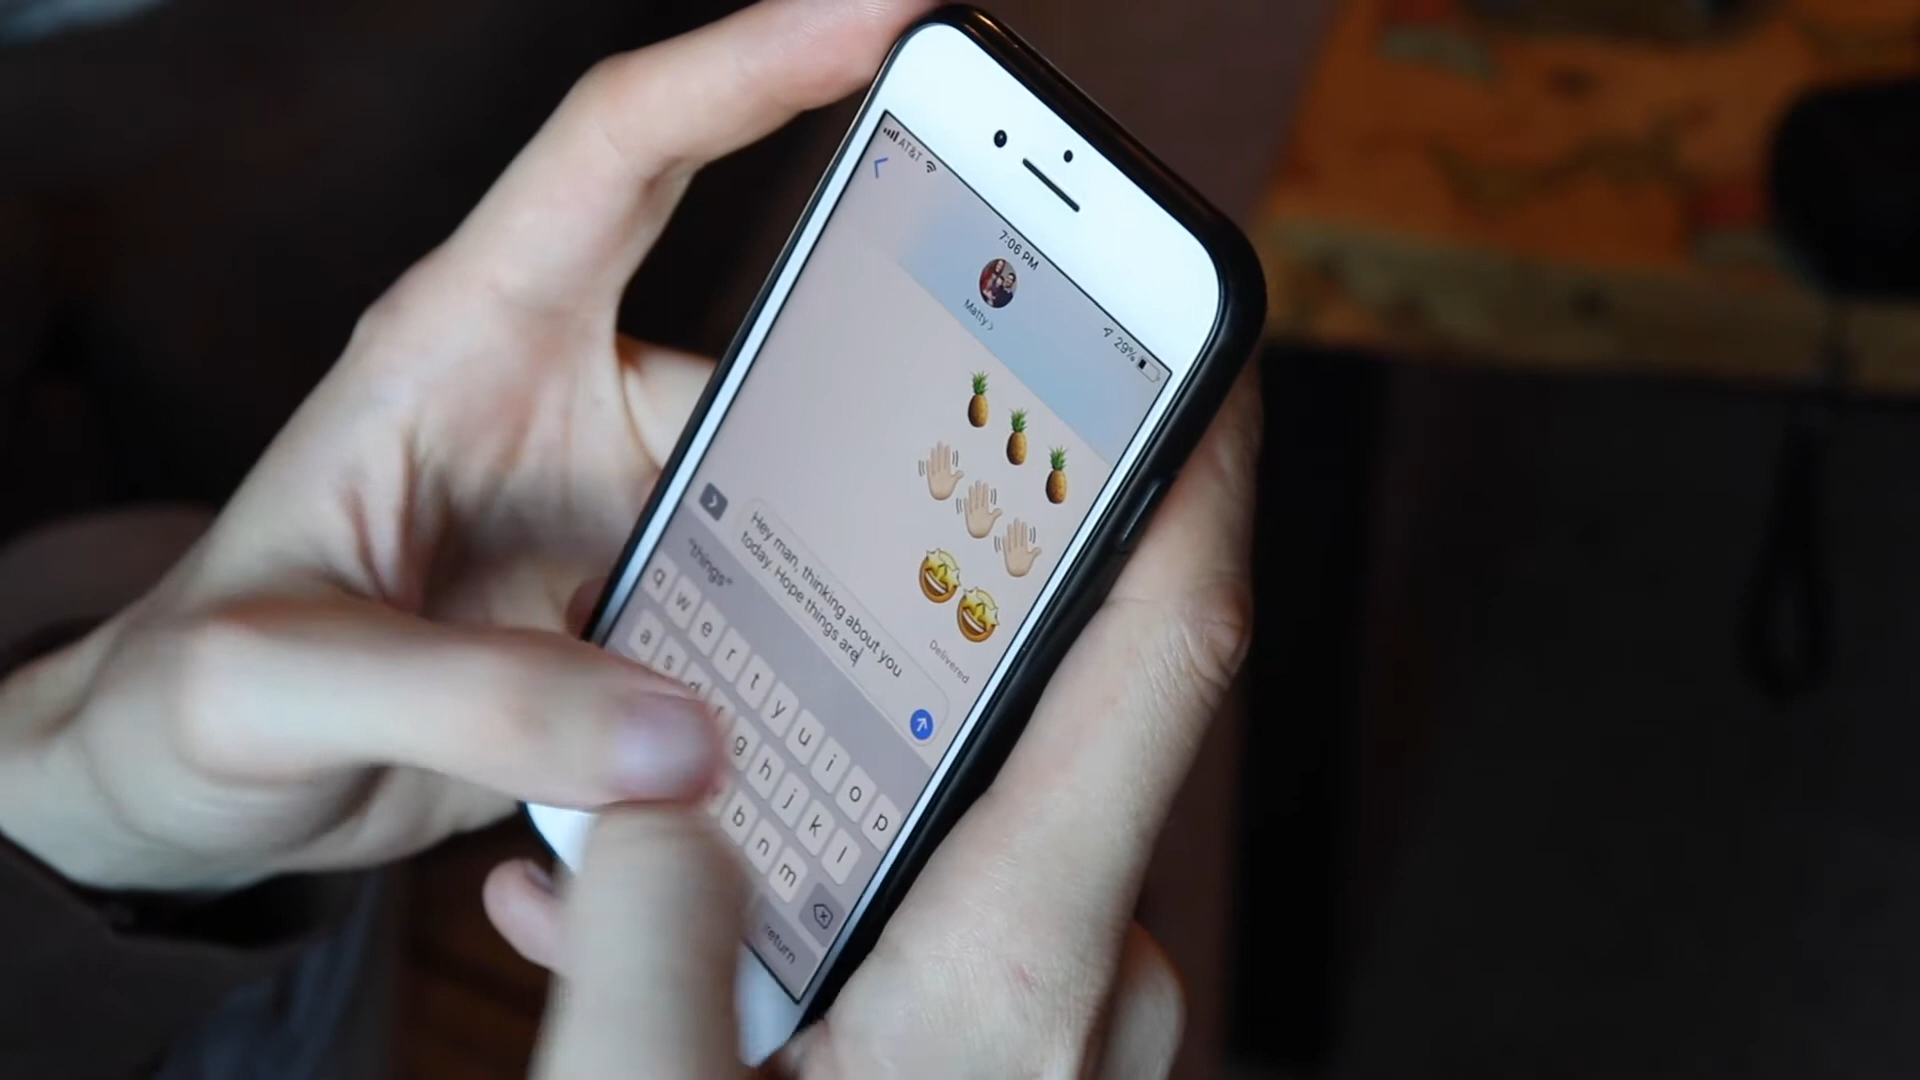 AT&T
7:06 PM
29%
Matty >
Delivered
Hey man, thinking about you
today. Hope things are
"things"
q w e r t y u i o p
a s d f g h j k l
b n m
return